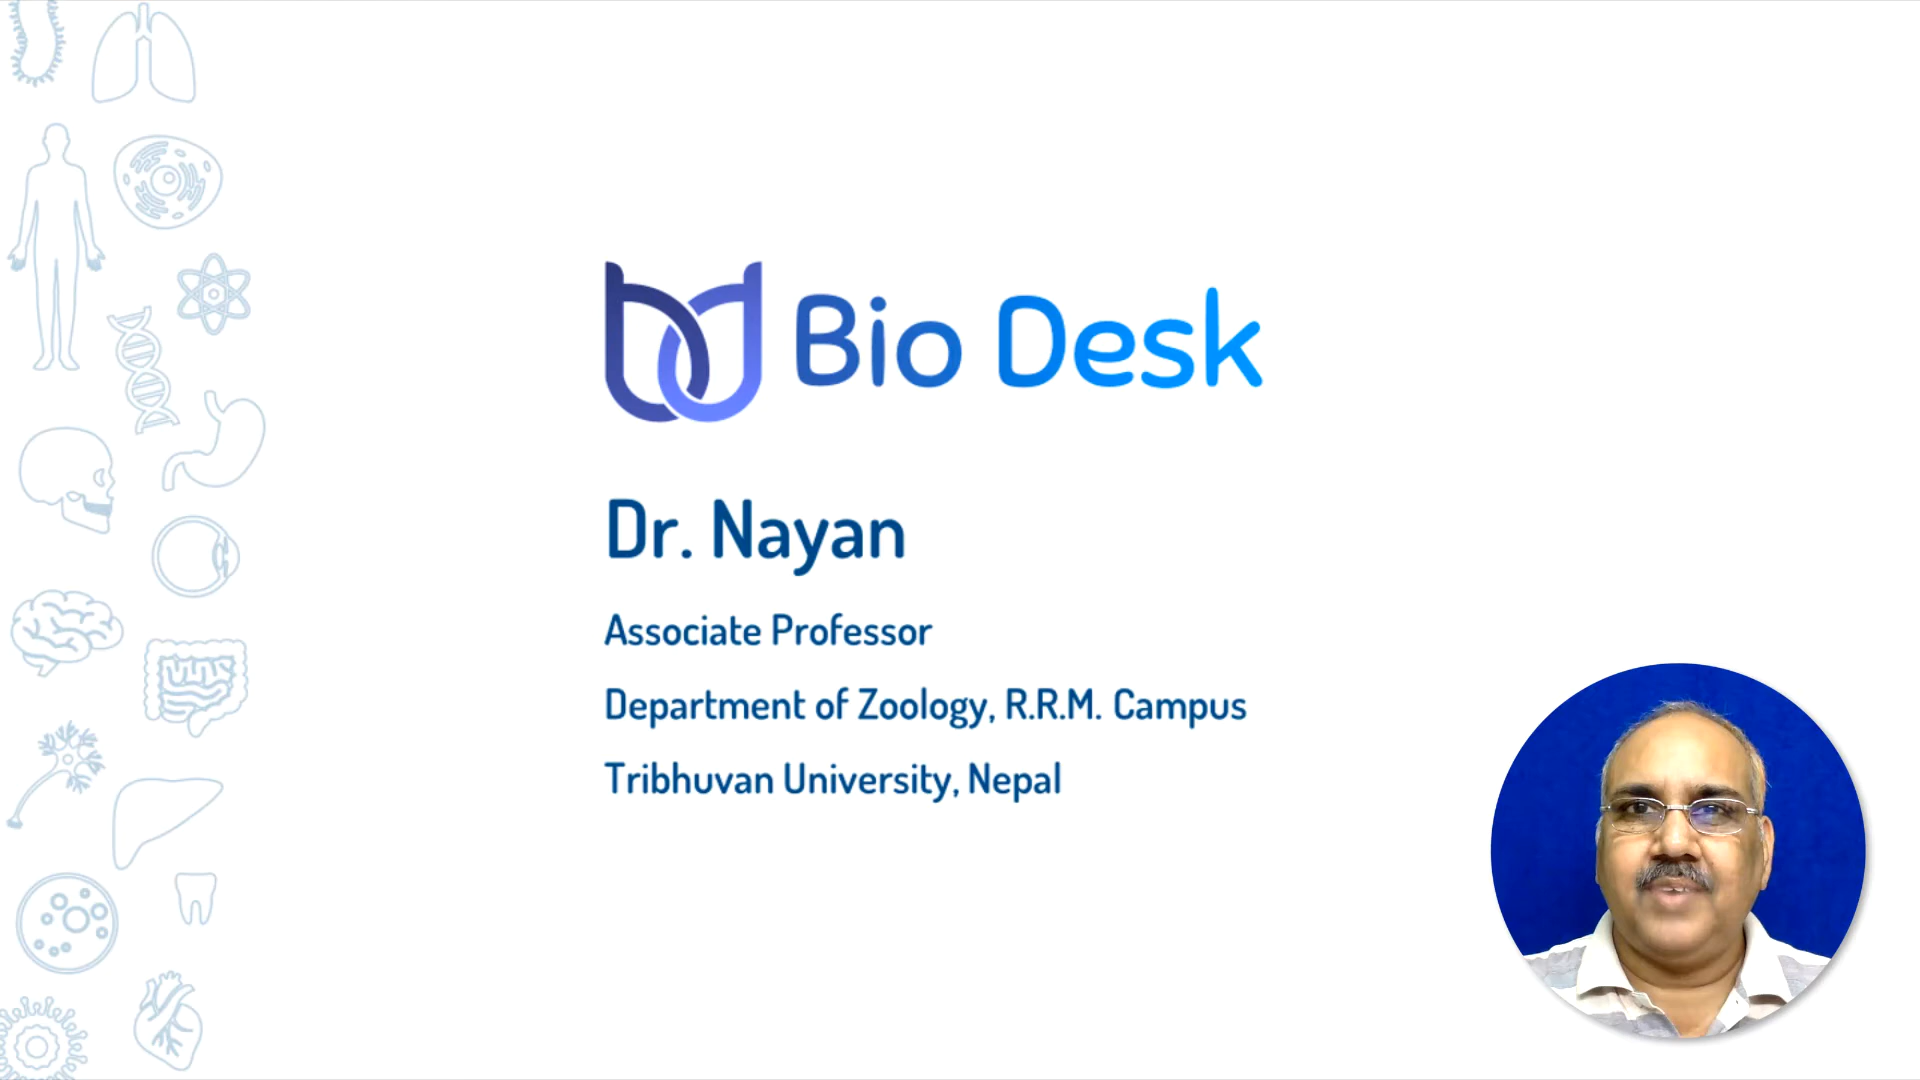 Bio Desk
Dr. Nayan
Associate Professor
Department of Zoology, R.R.M. Campus
Tribhuvan University, Nepal